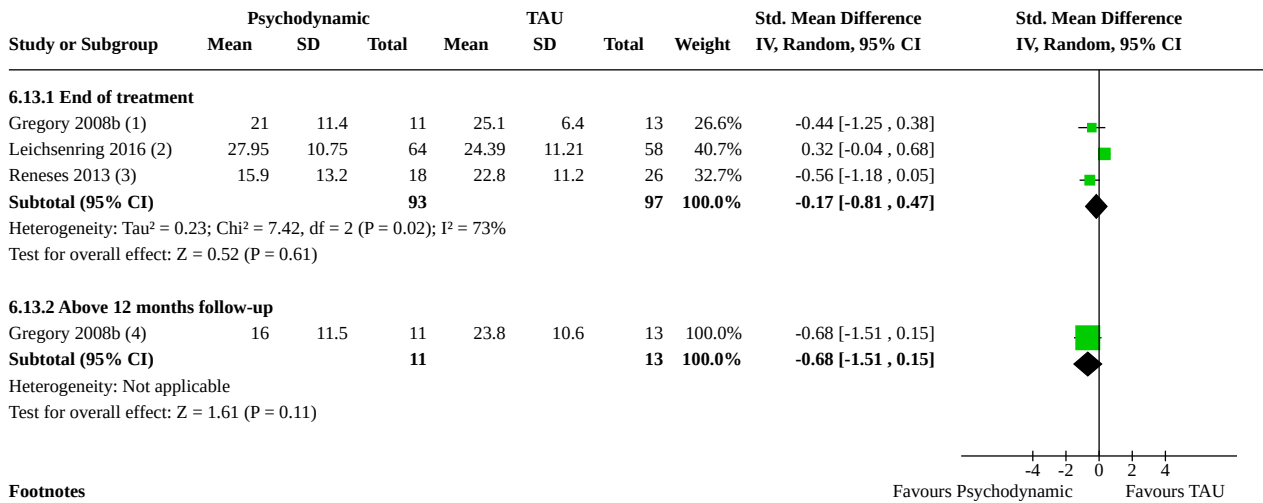 Psychodynamic TAU Std. Mean Difference Std. Mean Difference
Study or Subgroup Mean SD Total Mean SD Total Weight IV, Random, 95% CI IV, Random, 95% CI
6.13.1 End of treatment
Gregory 2008b (1) 21 11.4 11 25.1 6.4 13 26.6% -0.44 [-1.25 , 0.38]
Leichsenring 2016 (2) 27.95 10.75 64 24.39 11.21 58 40.7% 0.32 [-0.04 , 0.68]
Reneses 2013 (3) 15.9 13.2 18 22.8 11.2 26 32.7% -0.56 [-1.18 , 0.05]
Subtotal (95% CI) 93 97 100.0% -0.17 [-0.81 , 0.47]
Heterogeneity: Tau² = 0.23; Chi² = 7.42, df = 2 (P = 0.02); I² = 73%
Test for overall effect: Z = 0.52 (P = 0.61)
6.13.2 Above 12 months follow-up
Gregory 2008b (4) 16 11.5 11 23.8 10.6 13 100.0% -0.68 [-1.51 , 0.15]
Subtotal (95% CI) 11 13 100.0% -0.68 [-1.51 , 0.15]
Heterogeneity: Not applicable
Test for overall effect: Z = 1.61 (P = 0.11)
-4 -2 0 2 4
Footnotes Favours Psychodynamic Favours TAU